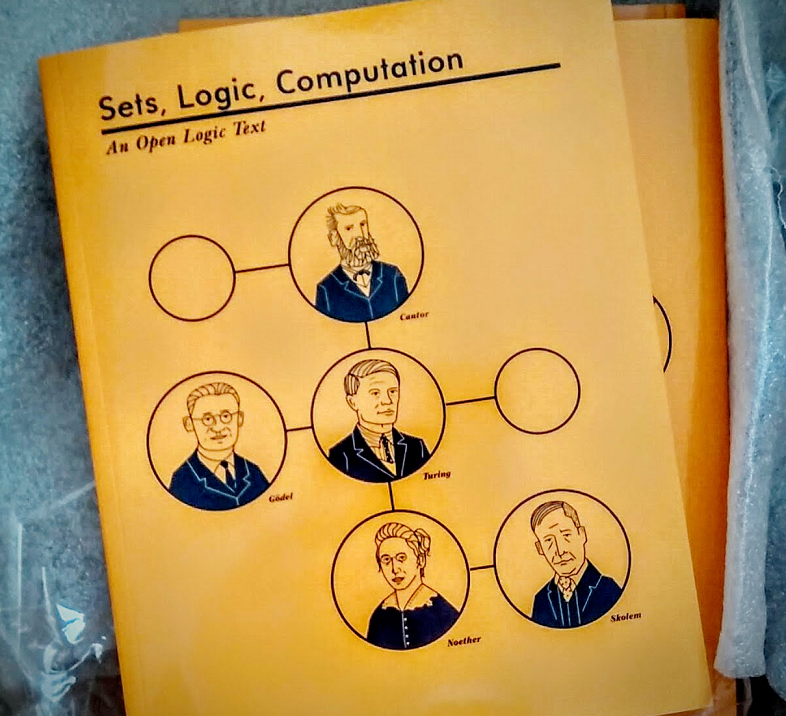 Sets, Logic, Computation
An Open Logic Text
Cantor
Gödel
Turing
Noether
Skolem